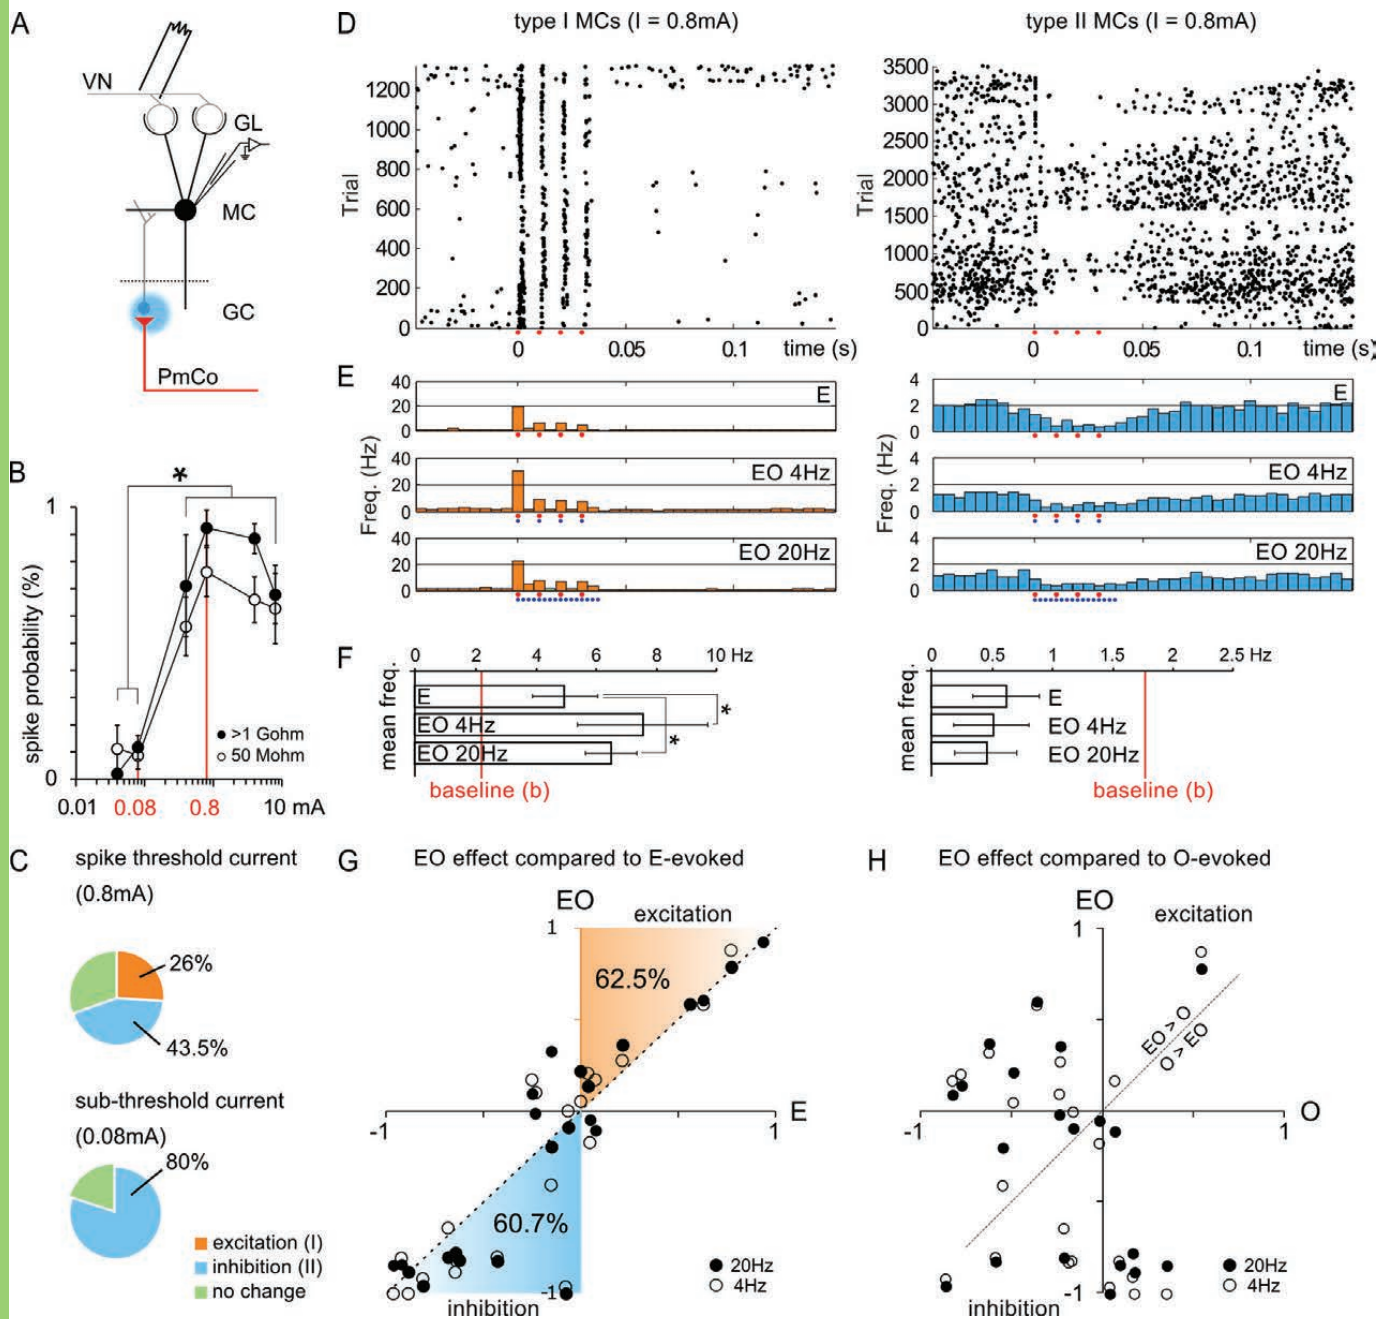 A
VN
GL
MC
GC
PmCo
B
*
1
spike probability (%)
>1 Gohm
50 Mohm
0
0.01 0.08 0.8 10 mA
C
spike threshold current
(0.8mA)
26%
43.5%
sub-threshold current
(0.08mA)
80%
excitation (I)
inhibition (II)
no change
D
type I MCs (I = 0.8mA)
type II MCs (I = 0.8mA)
Trial
1200
1000
800
600
400
200
0
0 0.05 0.1 time (s)
Trial
3500
3000
2500
2000
1500
1000
500
0
0 0.05 0.1 time (s)
E
Freq. (Hz)
40
20
0
E
40
20
0
EO 4Hz
40
20
0
EO 20Hz
Freq. (Hz)
4
2
0
E
4
2
0
EO 4Hz
4
2
0
EO 20Hz
F
mean freq.
0 2 4 6 8 10 Hz
E
EO 4Hz
EO 20Hz
*
*
baseline (b)
mean freq.
0 0.5 1 1.5 2 2.5 Hz
E
EO 4Hz
EO 20Hz
baseline (b)
G
EO effect compared to E-evoked
EO
1
excitation
62.5%
-1
E
1
60.7%
20Hz
4Hz
-1
inhibition
H
EO effect compared to O-evoked
EO
1
excitation
EO > O
O > EO
-1
O
1
20Hz
4Hz
-1
inhibition